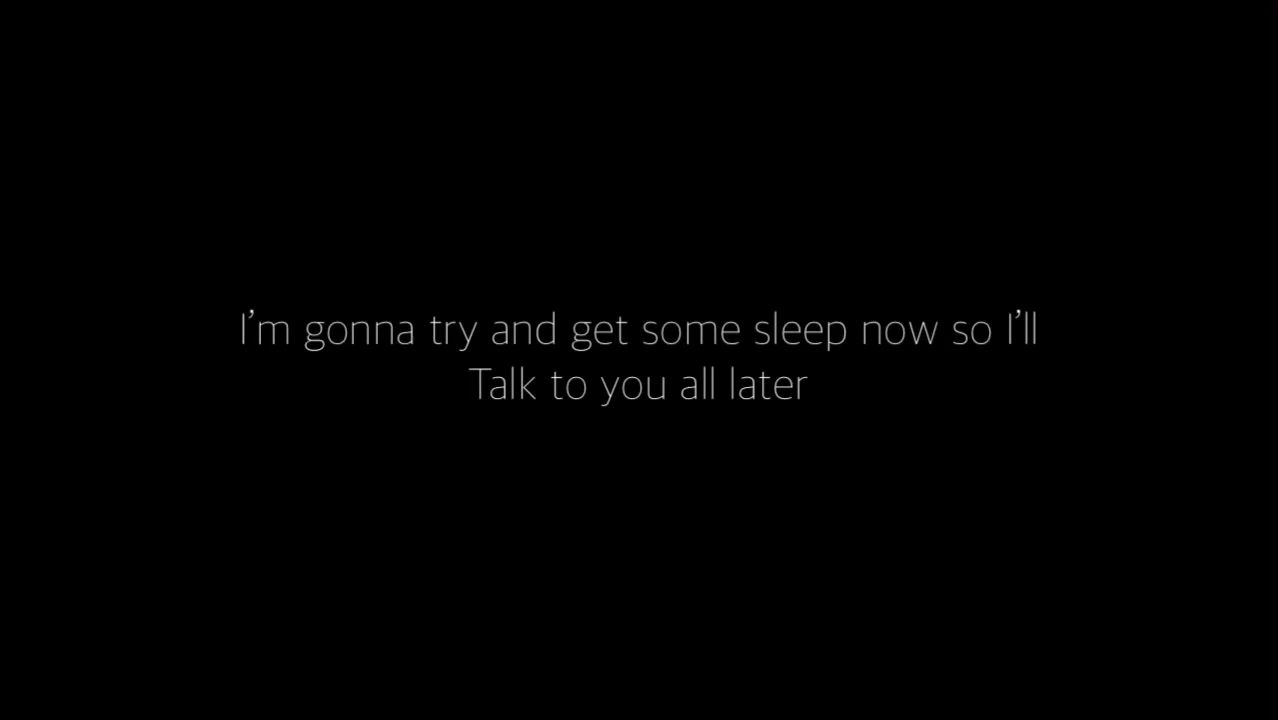 I’m gonna try and get some sleep now so I’ll
Talk to you all later